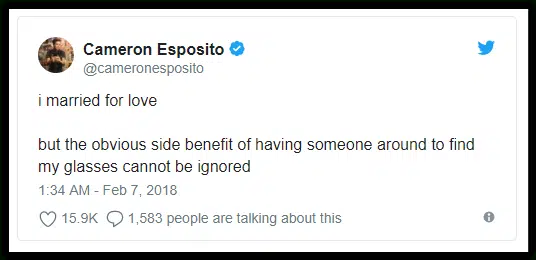 Cameron Esposito
@cameronesposito
i married for love
but the obvious side benefit of having someone around to find
my glasses cannot be ignored
1:34 AM - Feb 7, 2018
15.9K 1,583 people are talking about this